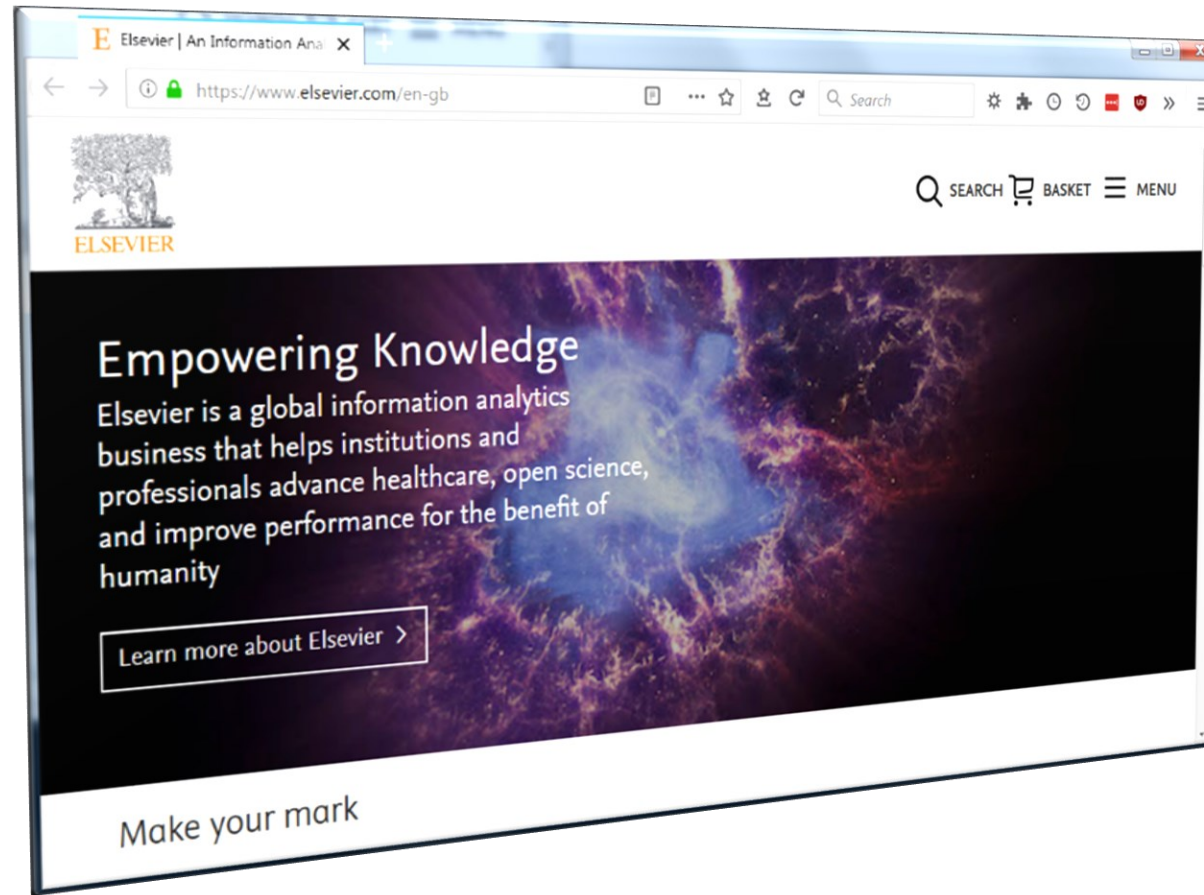 E Elsevier | An Information Ana
https://www.elsevier.com/en-gb
Search
ELSEVIER
SEARCH BASKET MENU
Empowering Knowledge
Elsevier is a global information analytics
business that helps institutions and
professionals advance healthcare, open science,
and improve performance for the benefit of
humanity
Learn more about Elsevier >
Make your mark